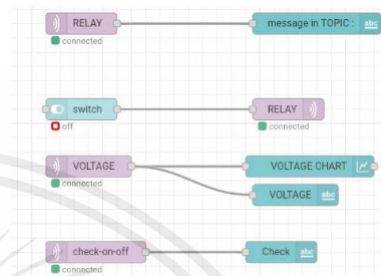 RELAY
message in TOPIC : abc
connected
switch
RELAY
off
connected
VOLTAGE
VOLTAGE CHART
connected
VOLTAGE abc
check-on-off
Check abc
connected